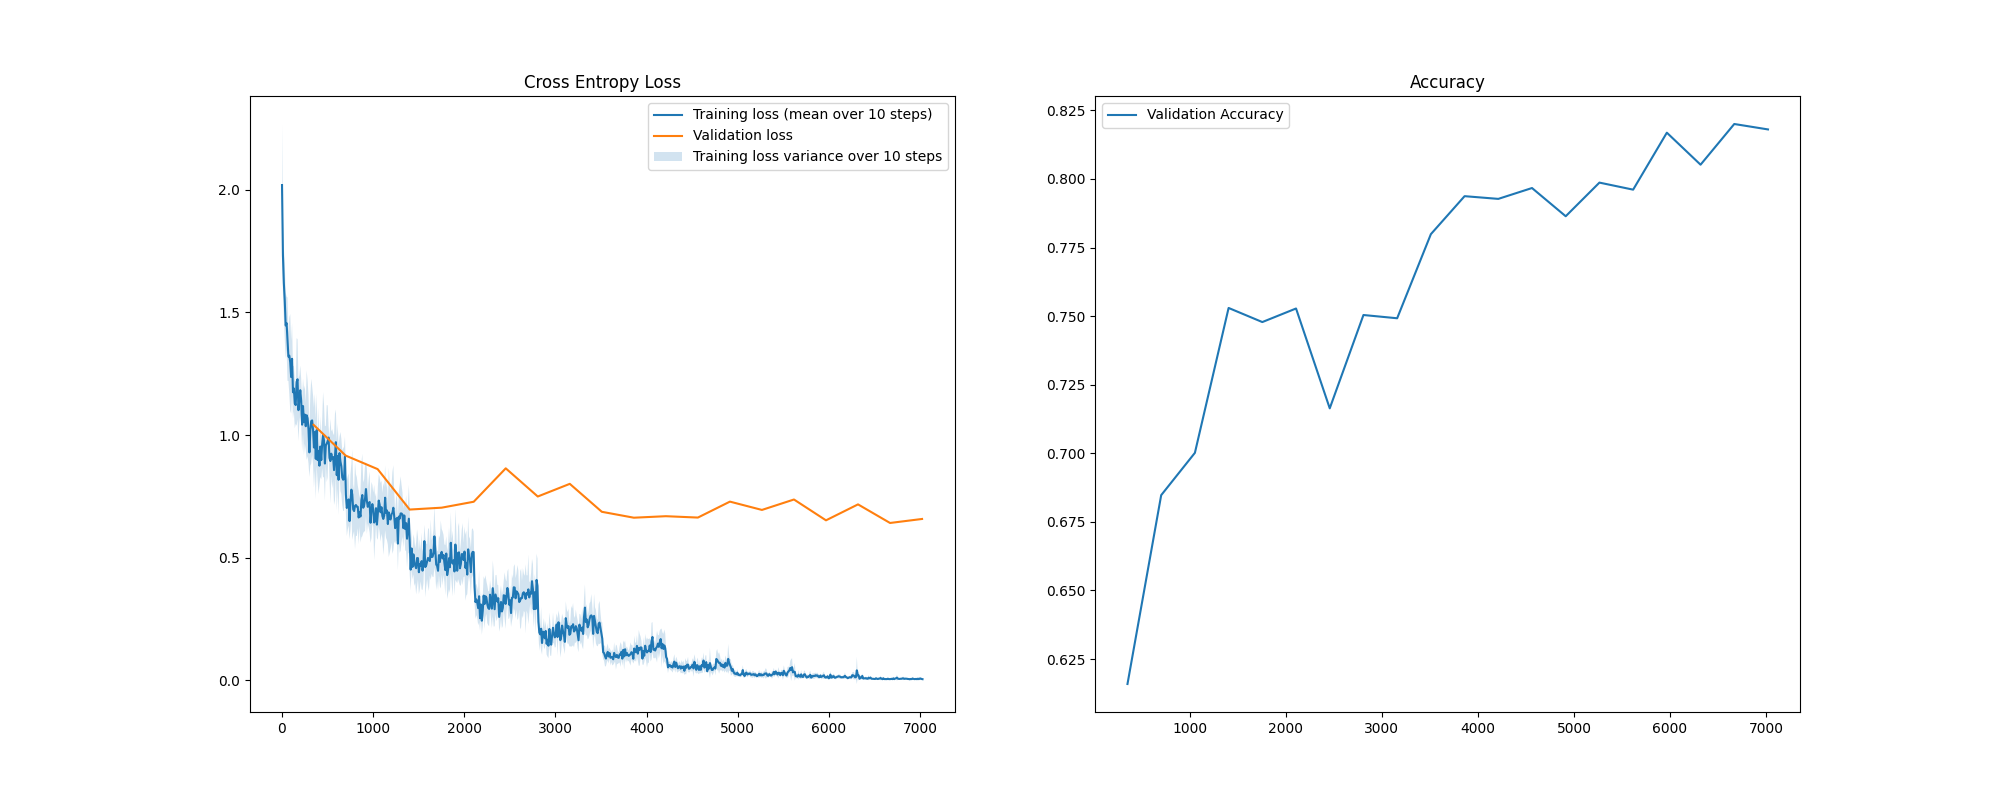 Cross Entropy Loss
Training loss (mean over 10 steps)
Validation loss
Training loss variance over 10 steps
2.0
1.5
1.0
0.5
0.0
0 1000 2000 3000 4000 5000 6000 7000
Accuracy
Validation Accuracy
0.825
0.800
0.775
0.750
0.725
0.700
0.675
0.650
0.625
1000 2000 3000 4000 5000 6000 7000